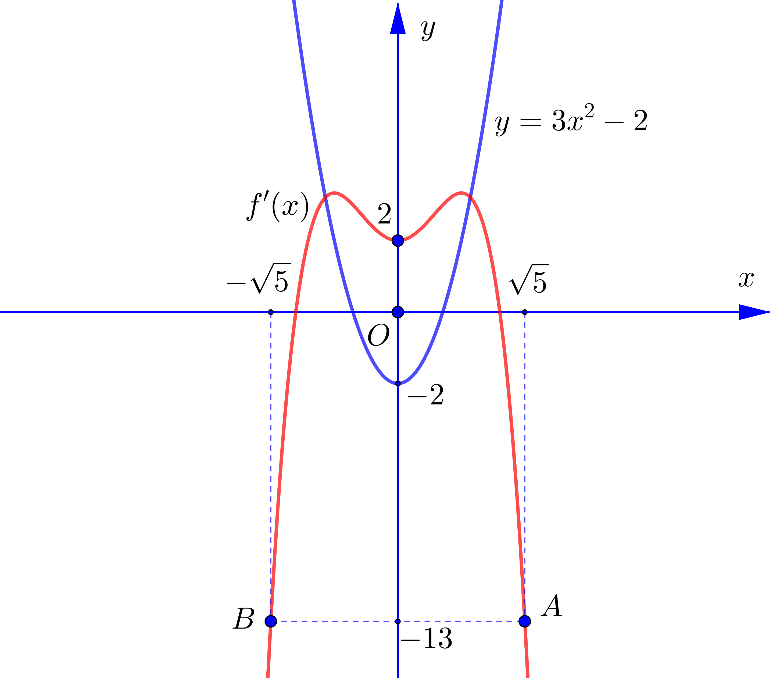 y
y = 3x² − 2
f′(x)
2
−√5
√5
x
O
−2
B
A
−13